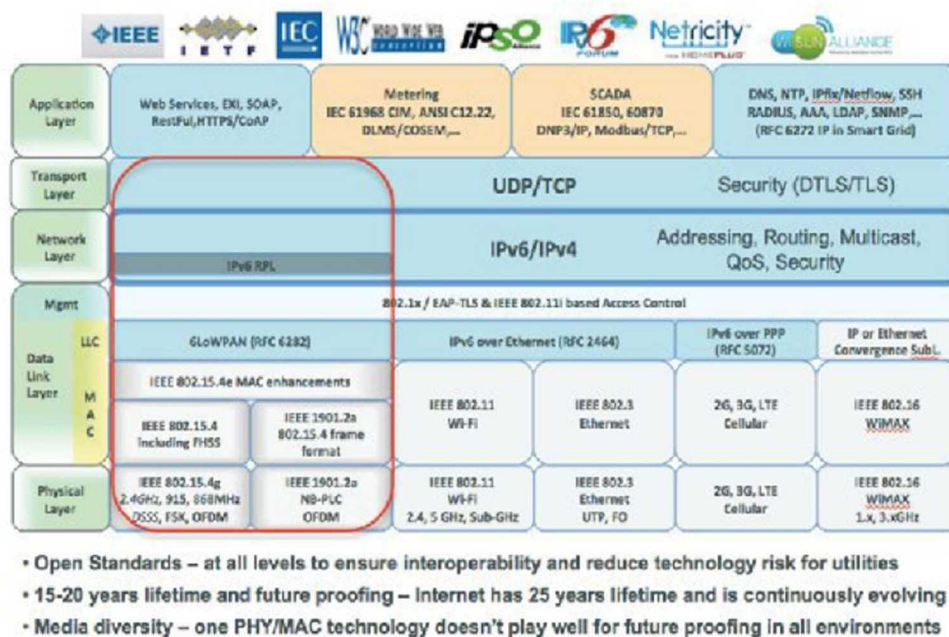 IEEE
IETF
IEC
W3C WORLD WIDE WEB
IPSO Alliance
IPV6 FORUM
Netricity
HOMEPLUG
WI-SUN ALLIANCE
Application Layer
Web Services, EXI, SOAP,
RestFul,HTTPS/CoAP
Metering
IEC 61968 CIM, ANSI C12.22,
DLMS/COSEM,...
SCADA
IEC 61850, 60870
DNP3/IP, Modbus/TCP,...
DNS, NTP, IPfix/Netflow, SSH
RADIUS, AAA, LDAP, SNMP,...
(RFC 6272 IP in Smart Grid)
Transport Layer
UDP/TCP
Security (DTLS/TLS)
Network Layer
IPv6 RPL
IPv6/IPv4
Addressing, Routing, Multicast,
QoS, Security
Mgmt
802.1x / EAP-TLS & IEEE 802.11i based Access Control
Data Link Layer
LLC
MAC
6LoWPAN (RFC 6282)
IPv6 over Ethernet (RFC 2464)
IPv6 over PPP
(RFC 5072)
IP or Ethernet
Convergence SubL.
IEEE 802.15.4e MAC enhancements
IEEE 802.15.4
including FHSS
IEEE 1901.2a
802.15.4 frame
format
IEEE 802.11
Wi-Fi
IEEE 802.3
Ethernet
2G, 3G, LTE
Cellular
IEEE 802.16
WiMAX
Physical Layer
IEEE 802.15.4g
2.4GHz, 915, 868MHz
DSSS, FSK, OFDM
IEEE 1901.2a
NB-PLC
OFDM
IEEE 802.11
Wi-Fi
2.4, 5 GHz, Sub-GHz
IEEE 802.3
Ethernet
UTP, FO
2G, 3G, LTE
Cellular
IEEE 802.16
WiMAX
1.x, 3.xGHz
• Open Standards – at all levels to ensure interoperability and reduce technology risk for utilities
• 15-20 years lifetime and future proofing – Internet has 25 years lifetime and is continuously evolving
• Media diversity – one PHY/MAC technology doesn't play well for future proofing in all environments